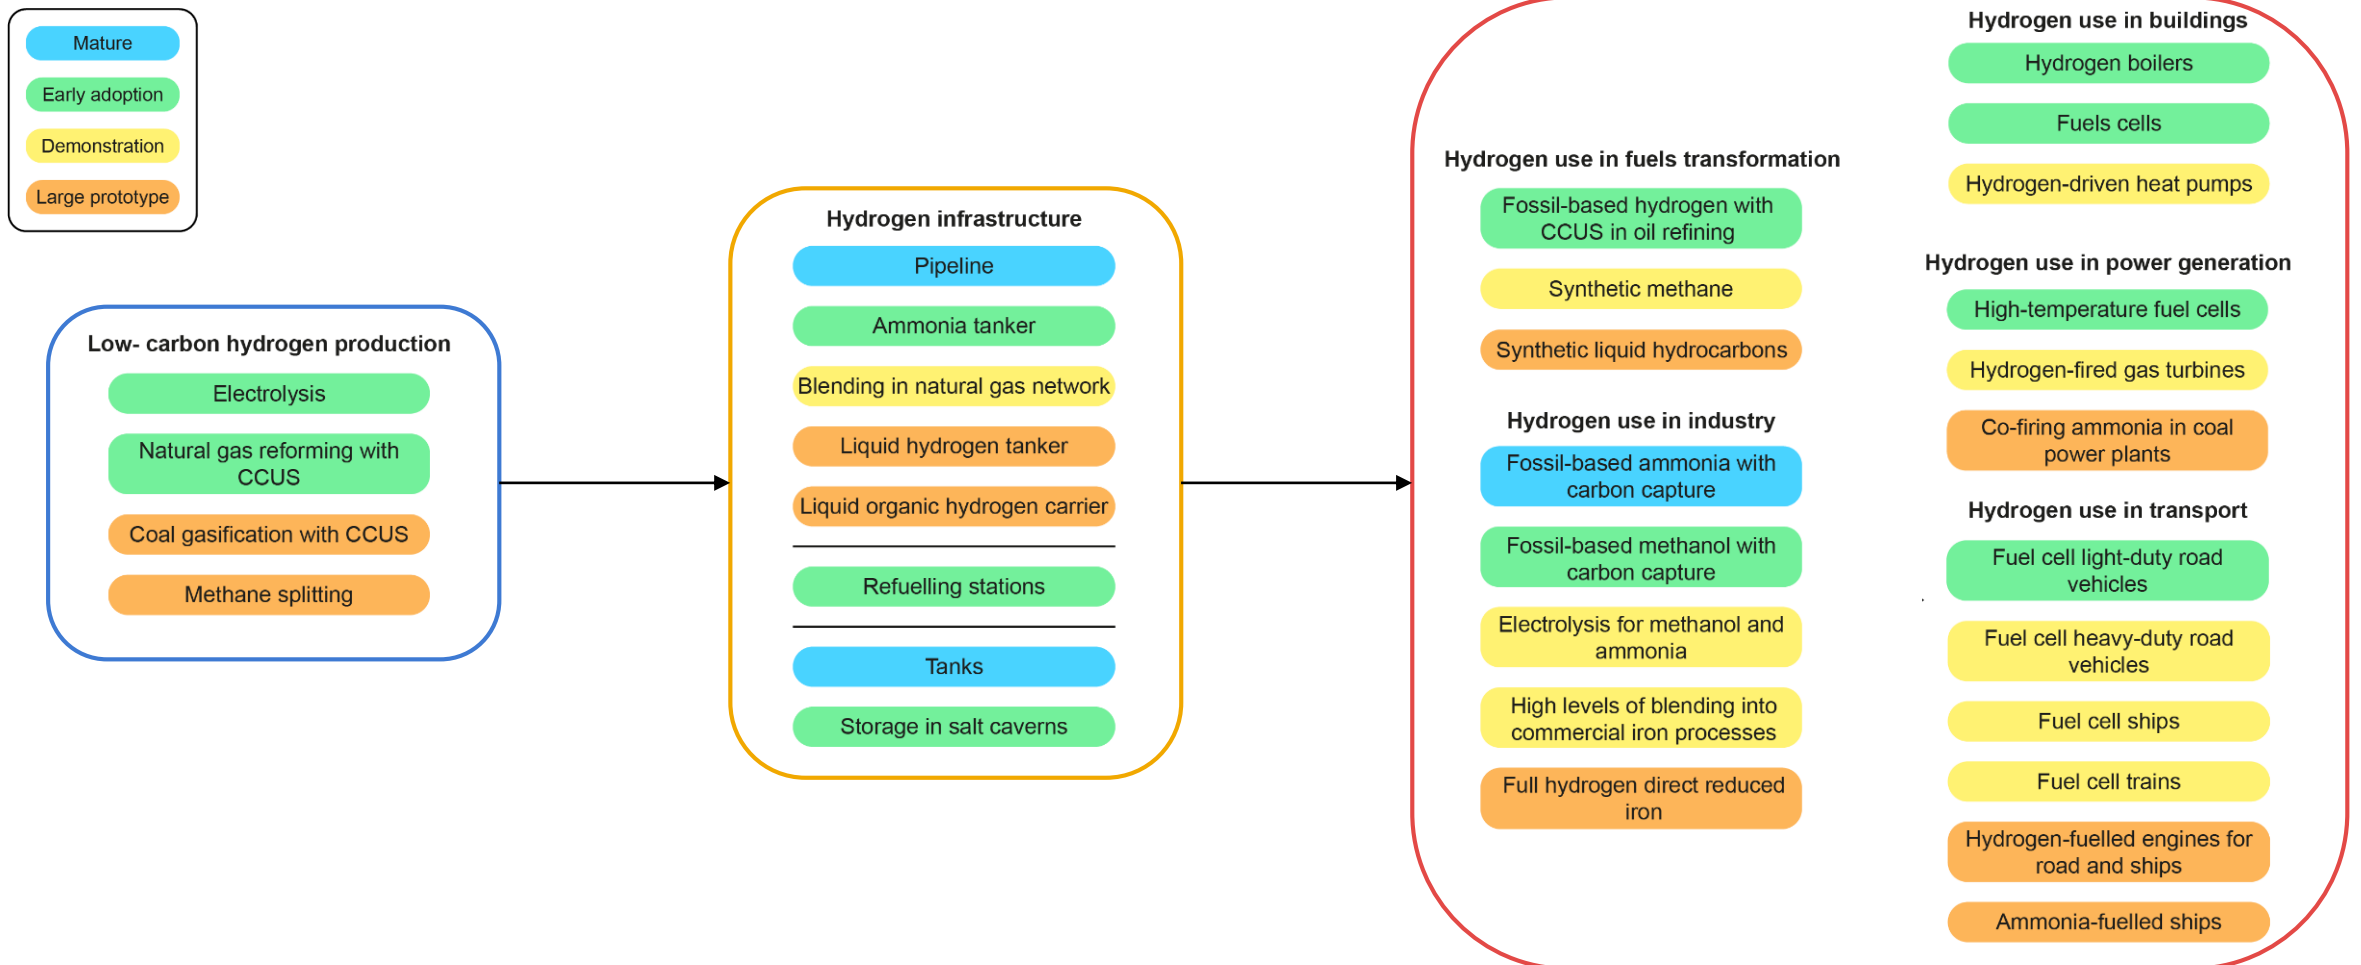 Mature
Early adoption
Demonstration
Large prototype
Low- carbon hydrogen production
Electrolysis
Natural gas reforming with
CCUS
Coal gasification with CCUS
Methane splitting
Hydrogen infrastructure
Pipeline
Ammonia tanker
Blending in natural gas network
Liquid hydrogen tanker
Liquid organic hydrogen carrier
Refuelling stations
Tanks
Storage in salt caverns
Hydrogen use in fuels transformation
Fossil-based hydrogen with
CCUS in oil refining
Synthetic methane
Synthetic liquid hydrocarbons
Hydrogen use in industry
Fossil-based ammonia with
carbon capture
Fossil-based methanol with
carbon capture
Electrolysis for methanol and
ammonia
High levels of blending into
commercial iron processes
Full hydrogen direct reduced
iron
Hydrogen use in buildings
Hydrogen boilers
Fuels cells
Hydrogen-driven heat pumps
Hydrogen use in power generation
High-temperature fuel cells
Hydrogen-fired gas turbines
Co-firing ammonia in coal
power plants
Hydrogen use in transport
Fuel cell light-duty road
vehicles
Fuel cell heavy-duty road
vehicles
Fuel cell ships
Fuel cell trains
Hydrogen-fuelled engines for
road and ships
Ammonia-fuelled ships